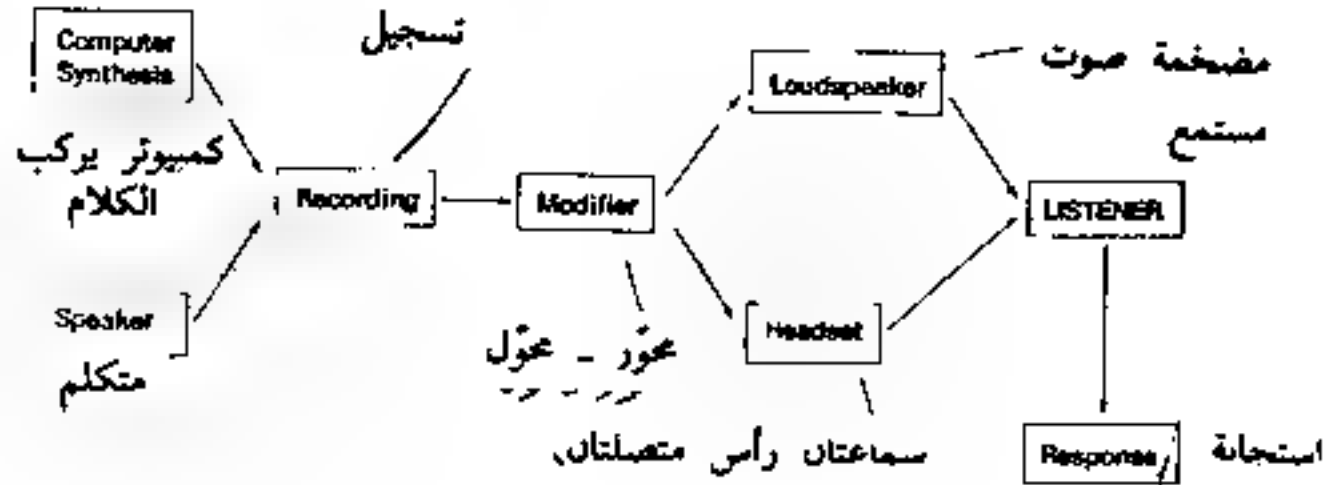 Computer
Synthesis
تسجيل
Loudspeaker
مضخمة صوت
مستمع
كمبيوتر يركب
الكلام
Recording
Modifier
LISTENER
Speaker
متكلم
محوّر - محوّل
Headset
سماعتان رأس متصلتان
Response
استجابة